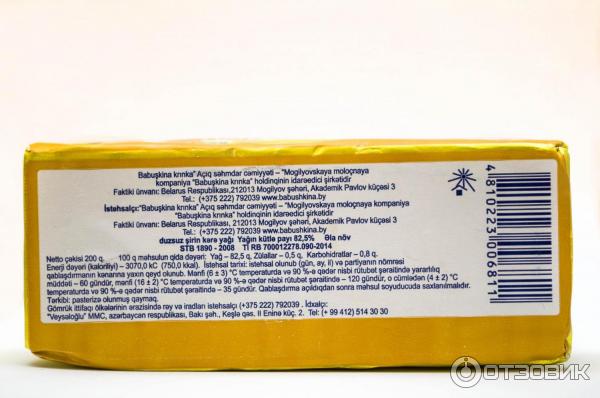 Babuşkina krınka" Açıq səhmdar cəmiyyəti – "Mogilyovskaya moloçnaya
kompaniya "Babuşkina krınka" holdinqinin idarəedici şirkətidir
Faktiki ünvanı: Belarus Respublikası,212013 Mogilyov şəhəri, Akademik Pavlov küçəsi 3
Tel.: (+375 222) 792039 www.babushkina.by
İstehsalçı:"Babuşkina krınka" Açıq səhmdar cəmiyyəti – "Mogilyovskaya moloçnaya kompaniya
"Babuşkina krınka" holdinqinin idarəedici şirkətidir
Faktiki ünvanı: Belarus Respublikası,212013 Mogilyov şəhəri, Akademik Pavlov küçəsi 3
Tel.: (+375 222) 792039 www.babushkina.by
duzsuz şirin kərə yağı Yağın kütlə payı 82,5% Əla növ
STB 1890 - 2008 TI RB 700012278.090-2014
Netto çəkisi 200 q. 100 q məhsulun qida dəyəri: Yağ – 82,5 q, Zülallar – 0,5 q, Karbohidratlar – 0,8 q.
Enerji dəyəri (kaloriliyi) – 3070,0 kC (750,0 kkal). İstehsal tarixi: istehsal olunub (gün, ay, il) və partiyanın nömrəsi
qablaşdırmanın kənarına yaxın qeyd olunub. Mənfi (6 ± 3) °C temperaturda və 90 %-ə qədər nisbi rütubət şəraitində yararlılıq
müddəti – 60 gündür, mənfi (16 ± 2) °C temperaturda və 90 %-ə qədər nisbi rütubət şəraitində – 120 gündür, o cümlədən (4 ± 2) °C
temperaturda və 90 %-ə qədər nisbi rütubət şəraitində – 35 gündür. Qablaşdırma açıldıqdan sonra məhsul soyuducuda saxlanılmalıdır.
Tərkibi: pasterizə olunmuş qaymaq.
Gömrük ittifaqı ölkələrinin ərazisində rəy və iradları istehsalçı (+375 222) 792039 . İdxalçı:
"Veysəloğlu" MMC, azərbaycan respublikası, Bakı şəh., Keşlə qəs. II Enine küç. 2. Tel: (+ 99 412) 514 30 30
4 810223 006811
ОТЗОВИК